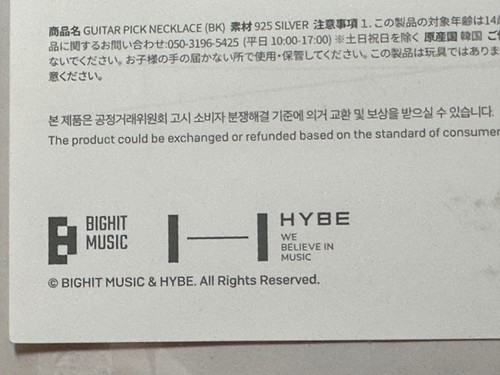 商品名 GUITAR PICK NECKLACE (BK) 素材 925 SILVER 注意事項 1. この製品の対象年齢は14
品に関するお問い合わせ:050-3196-5425 (平日 10:00-17:00) ※土日祝日を除く 原産国 韓国 ご
ないでください。お子様の手の届かない所で使用・保管してください。この製品は玩具ではありま
意ください。
본 제품은 공정거래위원회 고시 소비자 분쟁해결 기준에 의거 교환 및 보상을 받으실 수 있습니다.
The product could be exchanged or refunded based on the standard of consumer
BIGHIT
MUSIC
HYBE
WE
BELIEVE IN
MUSIC
© BIGHIT MUSIC & HYBE. All Rights Reserved.